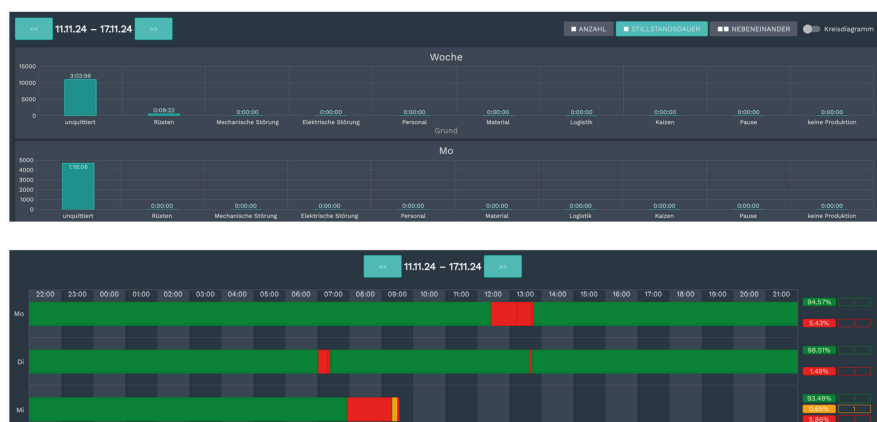 << 11.11.24 – 17.11.24 >> ANZAHL STILLSTANDSDAUER NEBENEINANDER Kreisdiagramm
Woche
15000
10000
5000
0
3:03:56 0:09:22 0:00:00 0:00:00 0:00:00 0:00:00 0:00:00 0:00:00 0:00:00 0:00:00
unquittiert Rüsten Mechanische Störung Elektrische Störung Personal Material Logistik Kaizen Pause keine Produktion
Grund
Mo
5000
4000
3000
2000
1000
0
1:18:09 0:00:00 0:00:00 0:00:00 0:00:00 0:00:00 0:00:00 0:00:00 0:00:00 0:00:00
unquittiert Rüsten Mechanische Störung Elektrische Störung Personal Material Logistik Kaizen Pause keine Produktion
<< 11.11.24 – 17.11.24 >>
22:00 23:00 00:00 01:00 02:00 03:00 04:00 05:00 06:00 07:00 08:00 09:00 10:00 11:00 12:00 13:00 14:00 15:00 16:00 17:00 18:00 19:00 20:00 21:00
94.57%
Mo
5.43%
98.51%
Di
1.49%
93.49%
Mi
0.65% 1
5.86%